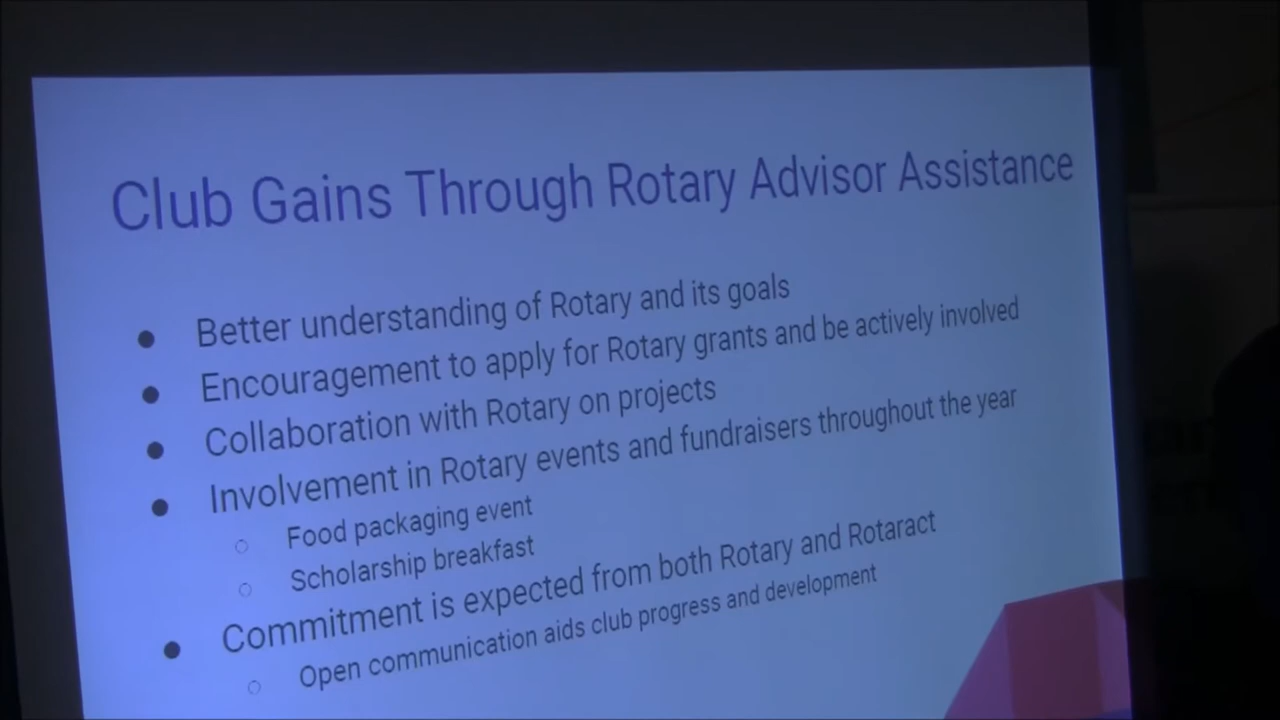 Club Gains Through Rotary Advisor Assistance
● Better understanding of Rotary and its goals
● Encouragement to apply for Rotary grants and be actively involved
● Collaboration with Rotary on projects
● Involvement in Rotary events and fundraisers throughout the year
○ Food packaging event
○ Scholarship breakfast
● Commitment is expected from both Rotary and Rotaract
○ Open communication aids club progress and development